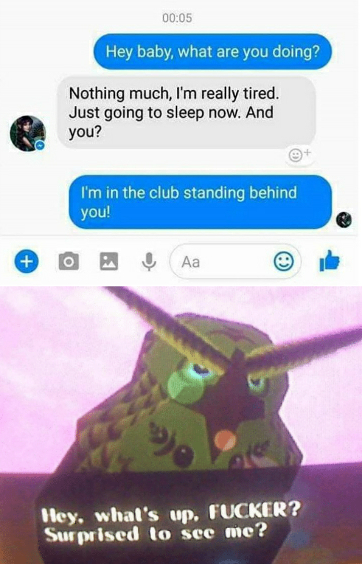 00:05
Hey baby, what are you doing?
Nothing much, I'm really tired.
Just going to sleep now. And
you?
I'm in the club standing behind
you!
Aa
Hey, what's up, FUCKER?
Surprised to see me?